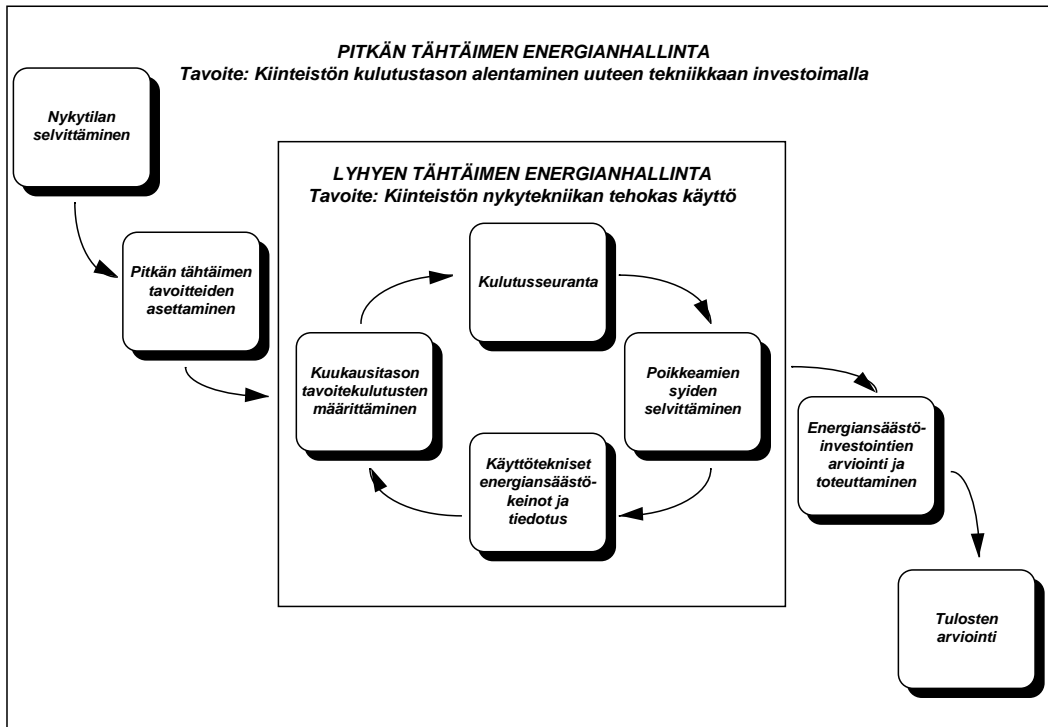 PITKÄN TÄHTÄIMEN ENERGIANHALLINTA
Tavoite: Kiinteistön kulutustason alentaminen uuteen tekniikkaan investoimalla
Nykytilan
selvittäminen
LYHYEN TÄHTÄIMEN ENERGIANHALLINTA
Tavoite: Kiinteistön nykytekniikan tehokas käyttö
Pitkän tähtäimen
tavoitteiden
asettaminen
Kulutusseuranta
Kuukausitason
tavoitekulutusten
määrittäminen
Poikkeamien
syiden
selvittäminen
Käyttötekniset
energiansäästö-
keinot ja
tiedotus
Energiansäästö-
investointien
arviointi ja
toteuttaminen
Tulosten
arviointi